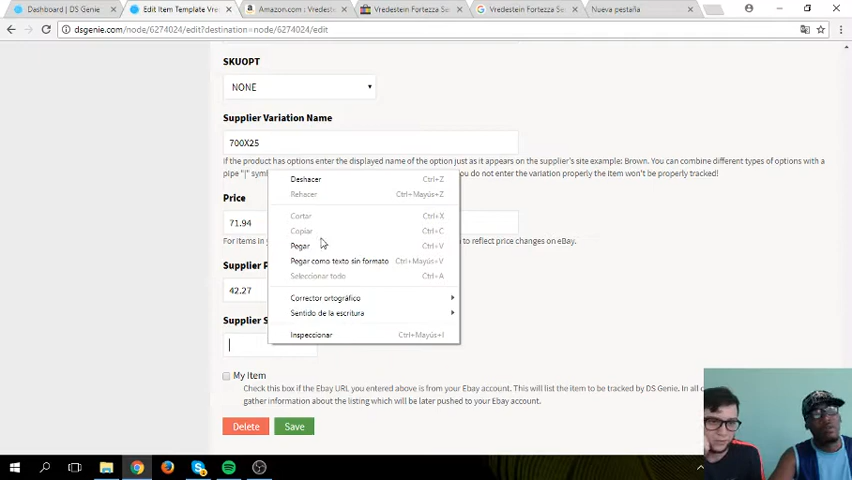 Dashboard | DS Genie
Edit Item Template Vre
Amazon.com : Vredeste
Vredestein Fortezza Sen
Vredestein Fortezza Sen
Nueva pestaña
dsgenie.com/node/6274024/edit?destination=node/6274024/edit
SKUOPT
NONE
Supplier Variation Name
700X25
If the product has options enter the displayed name of the option just as it appears on the supplier's site example: Brown. You can combine different types of options with a
pipe "|" symb
you do not enter the variation properly the item won't be properly tracked!
Price
71.94
For items in y
to reflect price changes on eBay.
Supplier P
42.27
Supplier S
Deshacer Ctrl+Z
Rehacer Ctrl+Mayús+Z
Cortar Ctrl+X
Copiar Ctrl+C
Pegar Ctrl+V
Pegar como texto sin formato Ctrl+Mayús+V
Seleccionar todo Ctrl+A
Corrector ortográfico
Sentido de la escritura
Inspeccionar Ctrl+Mayús+I
My Item
Check this box if the Ebay URL you entered above is from your Ebay account. This will list the item to be tracked by DS Genie. In all c
gather information about the listing which will be later pushed to your Ebay account.
Delete
Save